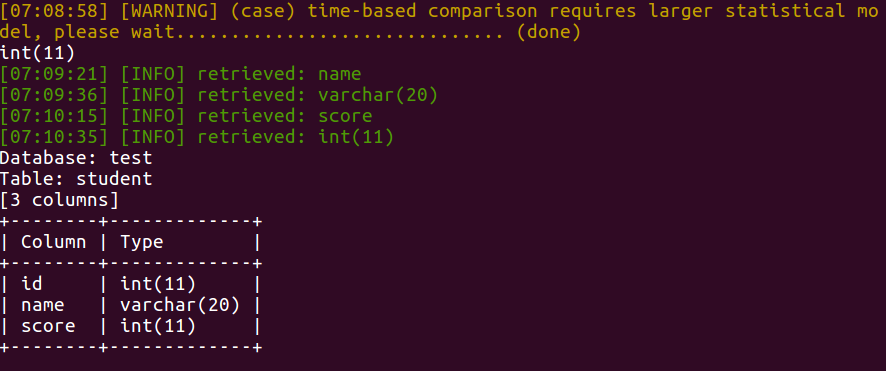 [07:08:58] [WARNING] (case) time-based comparison requires larger statistical mo
del, please wait.............................. (done)
int(11)
[07:09:21] [INFO] retrieved: name
[07:09:36] [INFO] retrieved: varchar(20)
[07:10:15] [INFO] retrieved: score
[07:10:35] [INFO] retrieved: int(11)
Database: test
Table: student
[3 columns]
+--------+-------------+
| Column | Type        |
+--------+-------------+
| id     | int(11)     |
| name   | varchar(20) |
| score  | int(11)     |
+--------+-------------+